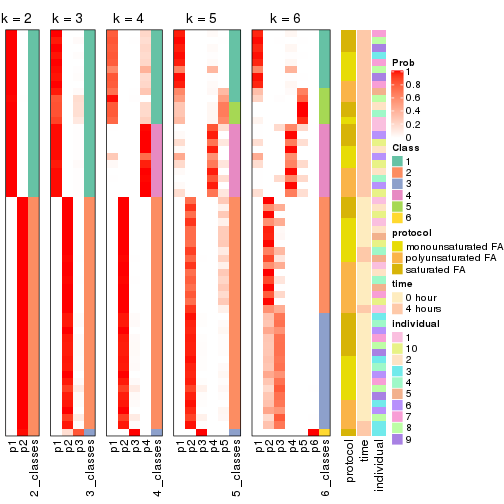 k = 2
k = 3
k = 4
k = 5
k = 6
p1
p2
2_classes
p1
p2
p3
3_classes
p1
p2
p3
p4
4_classes
p1
p2
p3
p4
p5
5_classes
p1
p2
p3
p4
p5
p6
6_classes
protocol
time
individual
Prob
1
0.8
0.6
0.4
0.2
0
Class
1
2
3
4
5
6
protocol
monounsaturated FA
polyunsaturated FA
saturated FA
time
0 hour
4 hours
individual
1
10
2
3
4
5
6
7
8
9